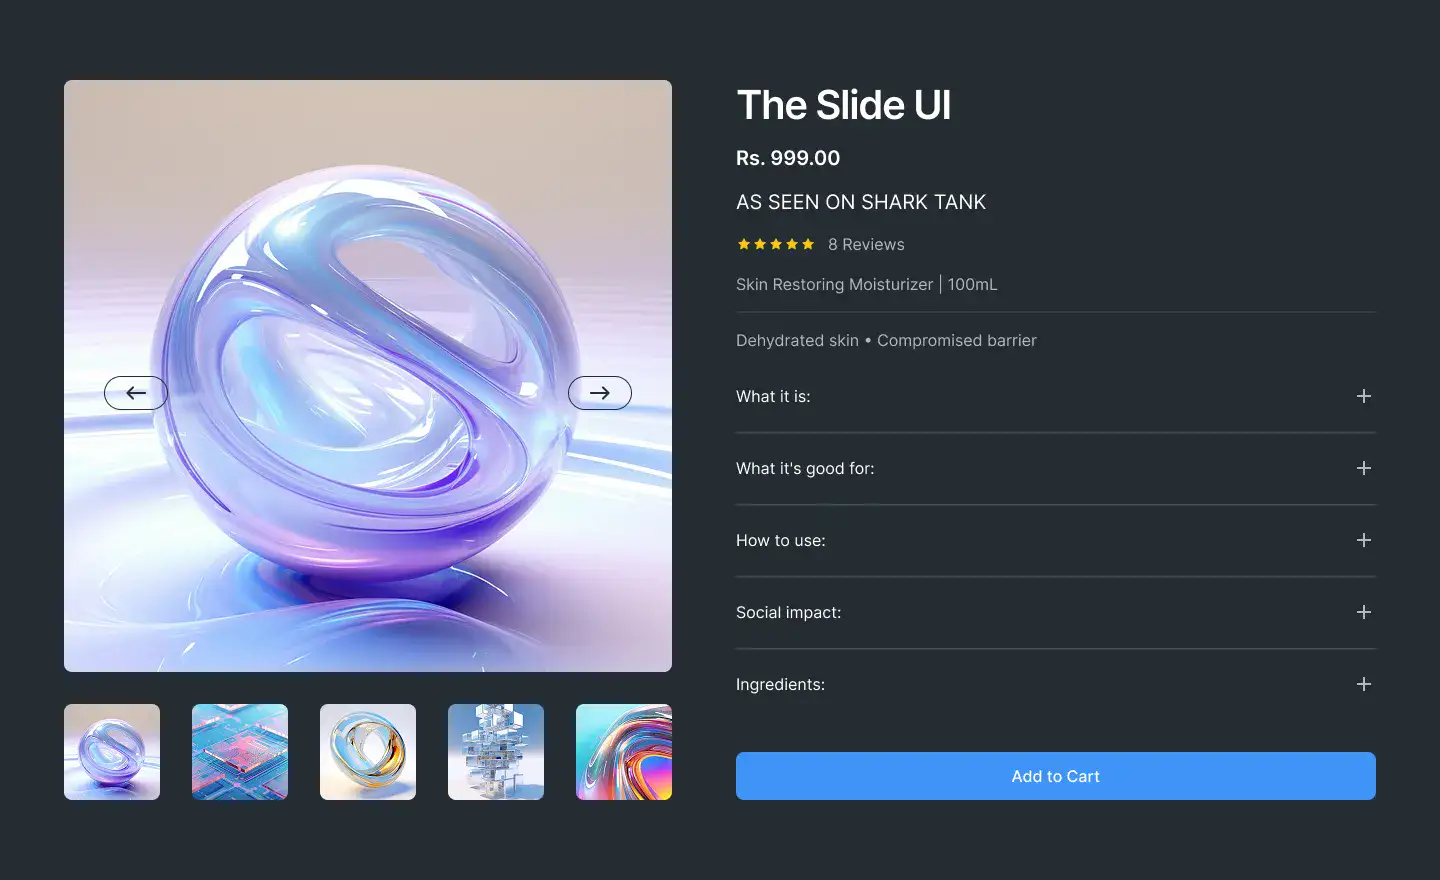 The Slide UI
Rs. 999.00
AS SEEN ON SHARK TANK
8 Reviews
Skin Restoring Moisturizer | 100mL
Dehydrated skin • Compromised barrier
What it is:
What it's good for:
How to use:
Social impact:
Ingredients:
Add to Cart